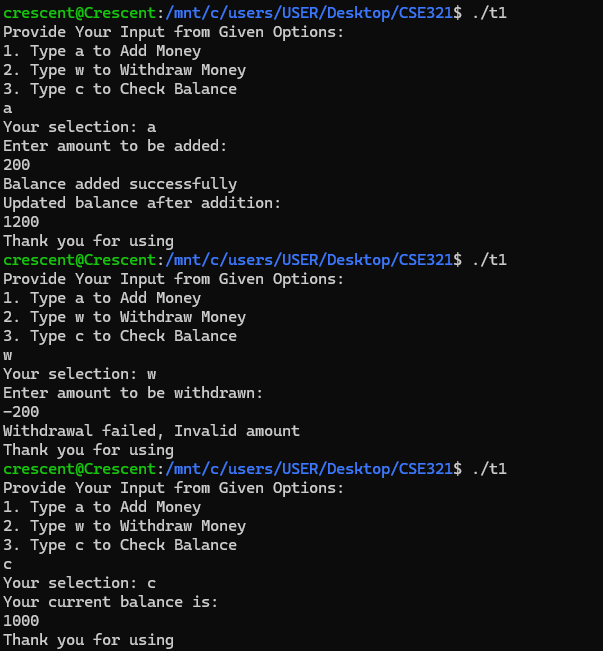 crescent@Crescent:/mnt/c/users/USER/Desktop/CSE321$ ./t1
Provide Your Input from Given Options:
1. Type a to Add Money
2. Type w to Withdraw Money
3. Type c to Check Balance
a
Your selection: a
Enter amount to be added:
200
Balance added successfully
Updated balance after addition:
1200
Thank you for using
crescent@Crescent:/mnt/c/users/USER/Desktop/CSE321$ ./t1
Provide Your Input from Given Options:
1. Type a to Add Money
2. Type w to Withdraw Money
3. Type c to Check Balance
w
Your selection: w
Enter amount to be withdrawn:
-200
Withdrawal failed, Invalid amount
Thank you for using
crescent@Crescent:/mnt/c/users/USER/Desktop/CSE321$ ./t1
Provide Your Input from Given Options:
1. Type a to Add Money
2. Type w to Withdraw Money
3. Type c to Check Balance
c
Your selection: c
Your current balance is:
1000
Thank you for using